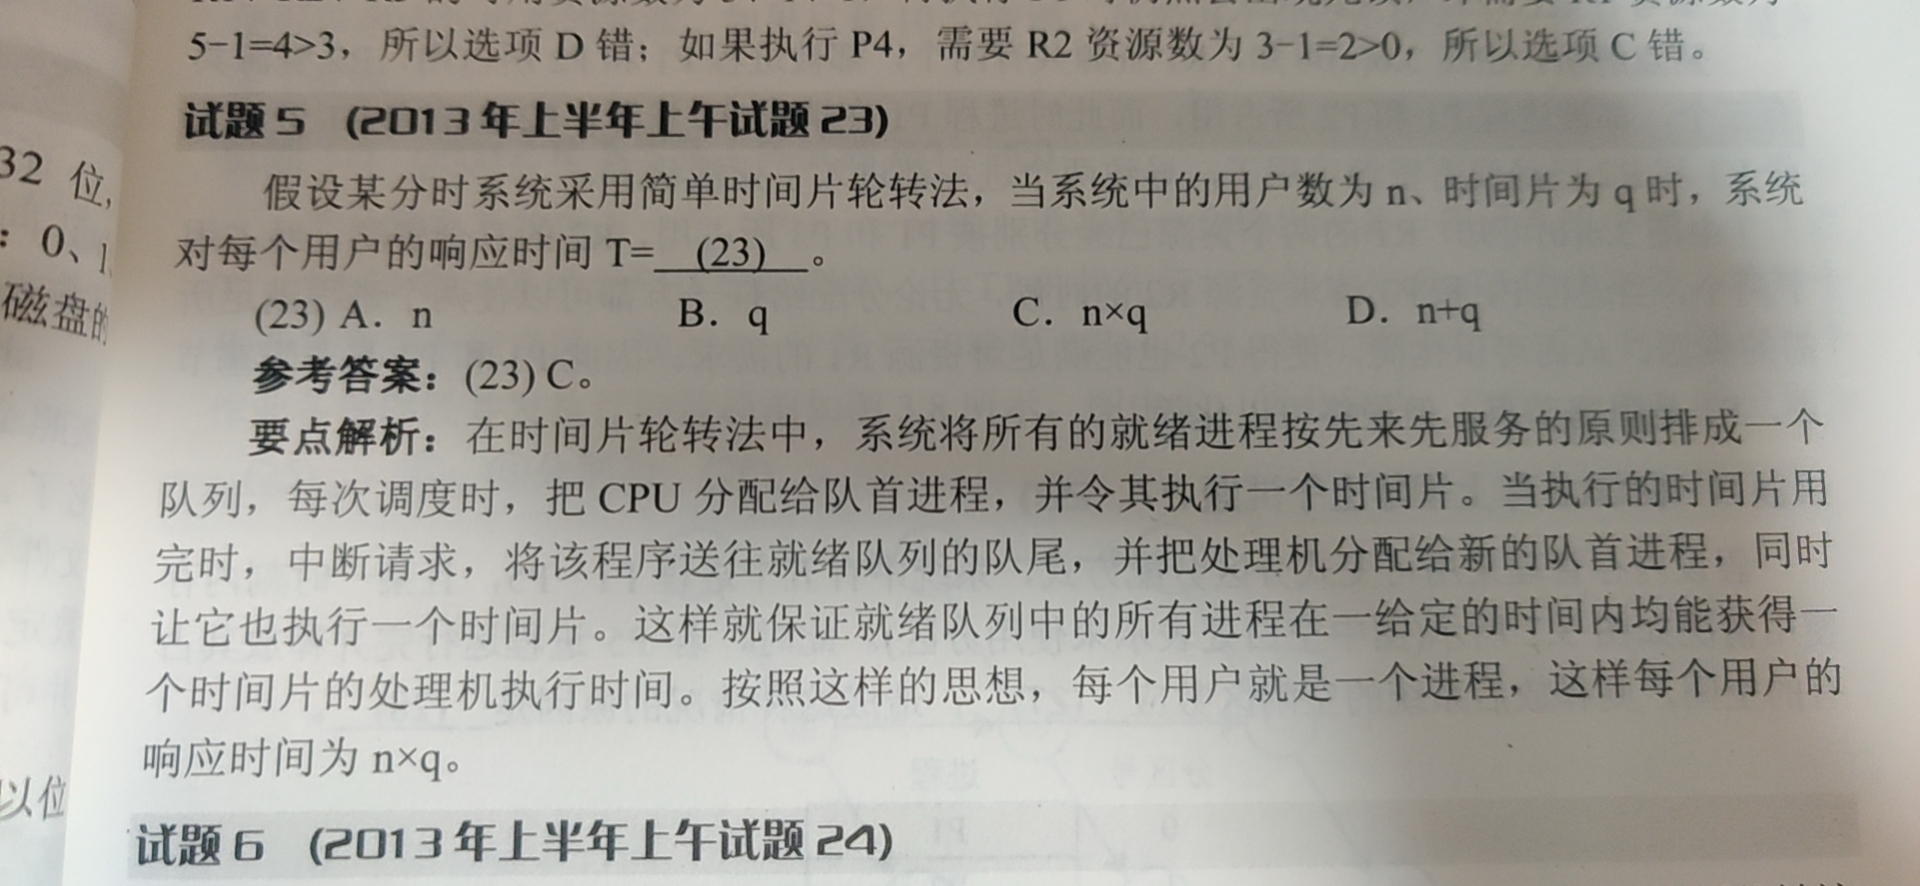 5-1=4>3，所以选项 D 错；如果执行 P4，需要 R2 资源数为 3-1=2>0，所以选项 C 错。
试题 5 （2013 年上半年上午试题 23）
32 位，
假设某分时系统采用简单时间片轮转法，当系统中的用户数为 n、时间片为 q 时，系统
：0、1
对每个用户的响应时间 T= (23) 。
磁盘的
(23) A．n B．q C．n×q D．n+q
参考答案：(23) C。
要点解析：在时间片轮转法中，系统将所有的就绪进程按先来先服务的原则排成一个
队列，每次调度时，把 CPU 分配给队首进程，并令其执行一个时间片。当执行的时间片用
完时，中断请求，将该程序送往就绪队列的队尾，并把处理机分配给新的队首进程，同时
让它也执行一个时间片。这样就保证就绪队列中的所有进程在一给定的时间内均能获得一
个时间片的处理机执行时间。按照这样的思想，每个用户就是一个进程，这样每个用户的
响应时间为 n×q。
以位
试题 6 （2013 年上半年上午试题 24）